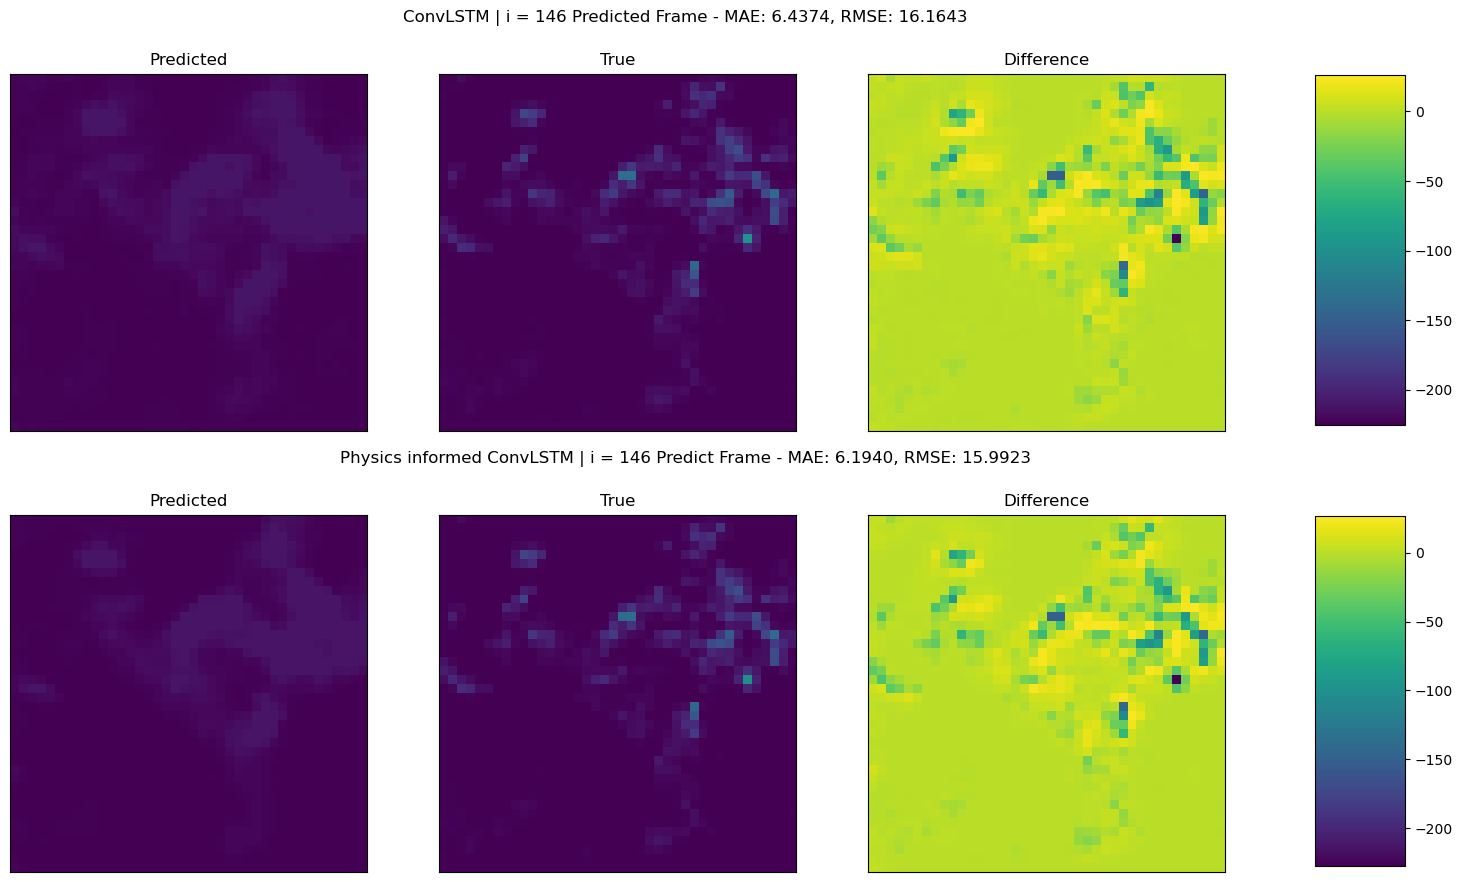 ConvLSTM | i = 146 Predicted Frame - MAE: 6.4374, RMSE: 16.1643
Predicted
True
Difference
0
−50
−100
−150
−200
Physics informed ConvLSTM | i = 146 Predict Frame - MAE: 6.1940, RMSE: 15.9923
Predicted
True
Difference
0
−50
−100
−150
−200